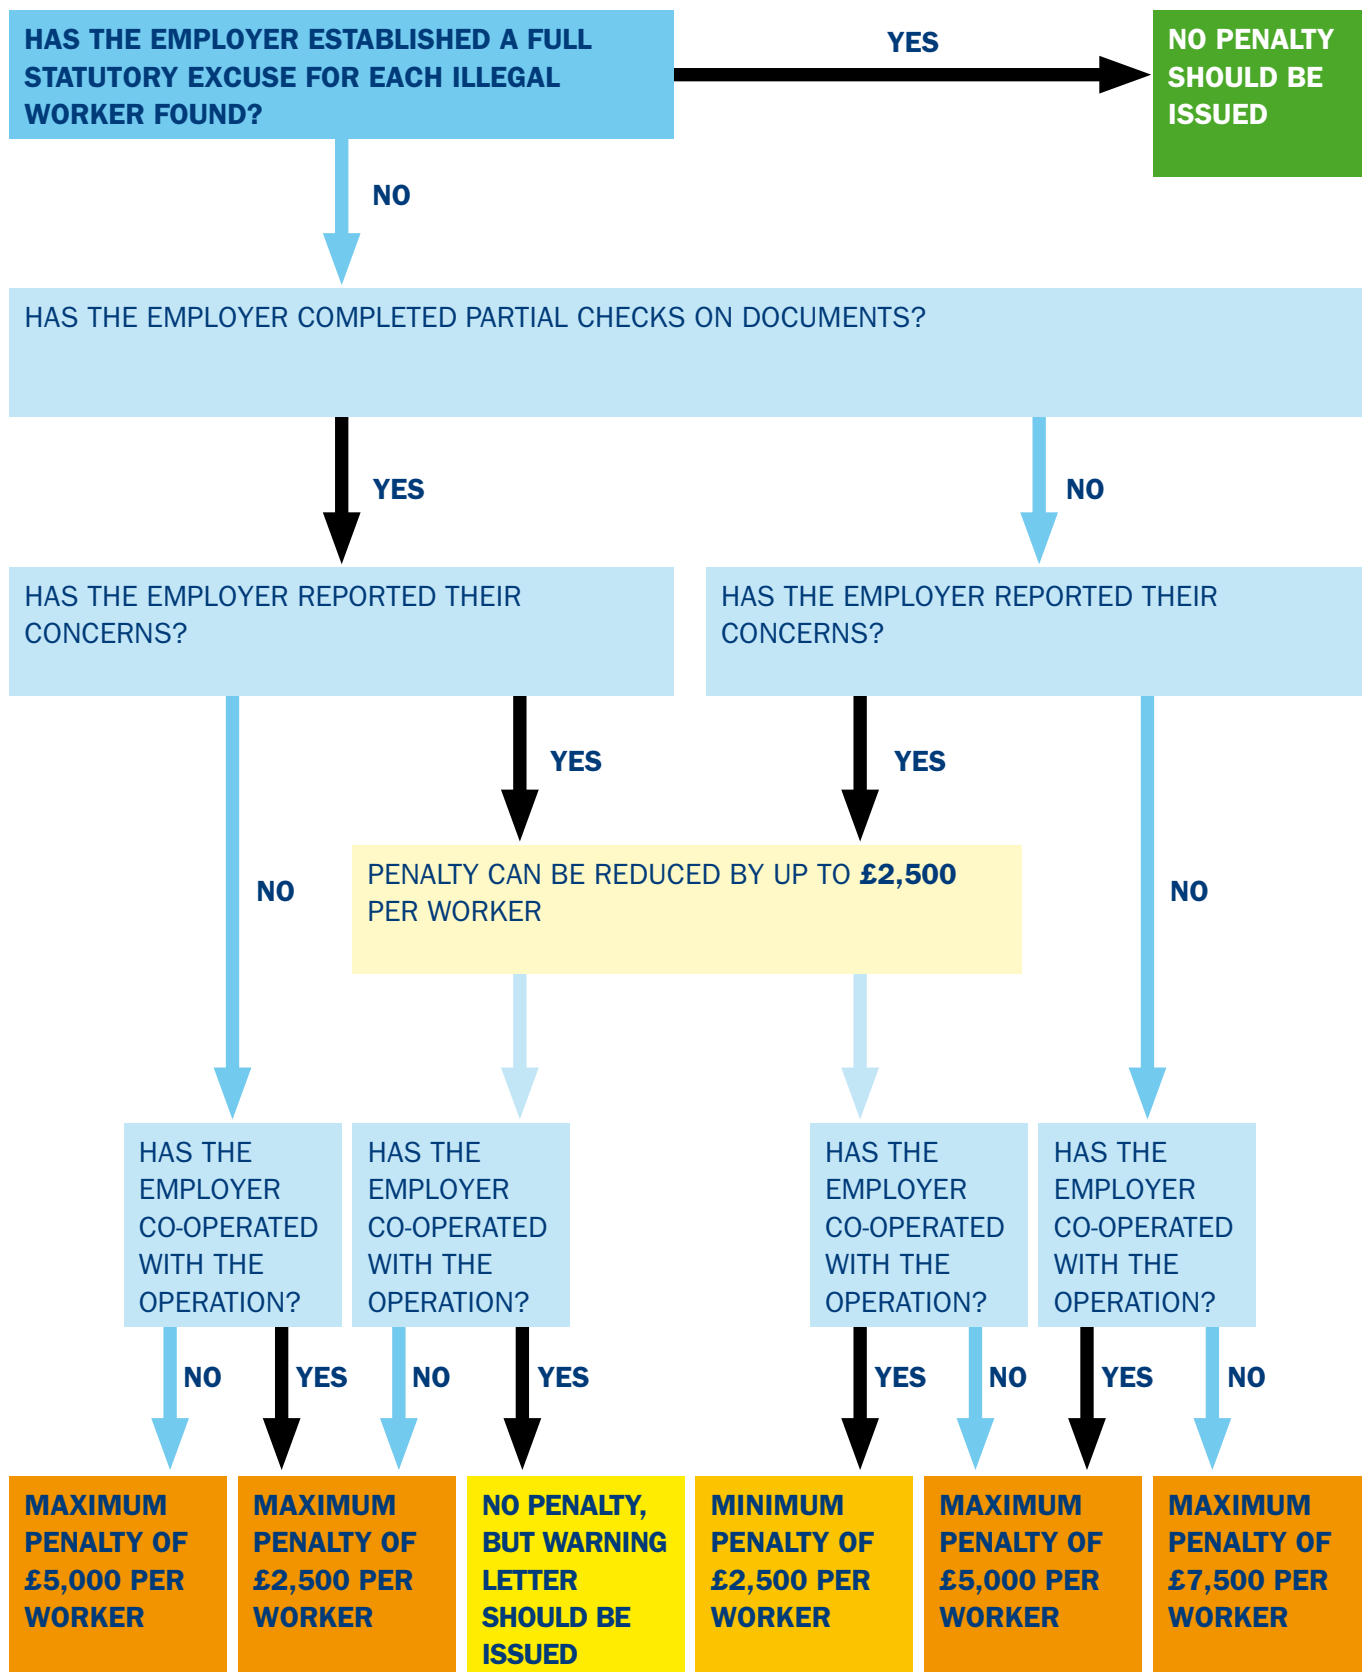 HAS THE EMPLOYER ESTABLISHED A FULL
STATUTORY EXCUSE FOR EACH ILLEGAL
WORKER FOUND?
YES
NO PENALTY
SHOULD BE
ISSUED
NO
HAS THE EMPLOYER COMPLETED PARTIAL CHECKS ON DOCUMENTS?
YES
NO
HAS THE EMPLOYER REPORTED THEIR
CONCERNS?
HAS THE EMPLOYER REPORTED THEIR
CONCERNS?
YES
YES
NO
PENALTY CAN BE REDUCED BY UP TO £2,500
PER WORKER
NO
HAS THE
EMPLOYER
CO-OPERATED
WITH THE
OPERATION?
HAS THE
EMPLOYER
CO-OPERATED
WITH THE
OPERATION?
HAS THE
EMPLOYER
CO-OPERATED
WITH THE
OPERATION?
HAS THE
EMPLOYER
CO-OPERATED
WITH THE
OPERATION?
NO
YES
NO
YES
YES
NO
YES
NO
MAXIMUM
PENALTY OF
£5,000 PER
WORKER
MAXIMUM
PENALTY OF
£2,500 PER
WORKER
NO PENALTY,
BUT WARNING
LETTER
SHOULD BE
ISSUED
MINIMUM
PENALTY OF
£2,500 PER
WORKER
MAXIMUM
PENALTY OF
£5,000 PER
WORKER
MAXIMUM
PENALTY OF
£7,500 PER
WORKER